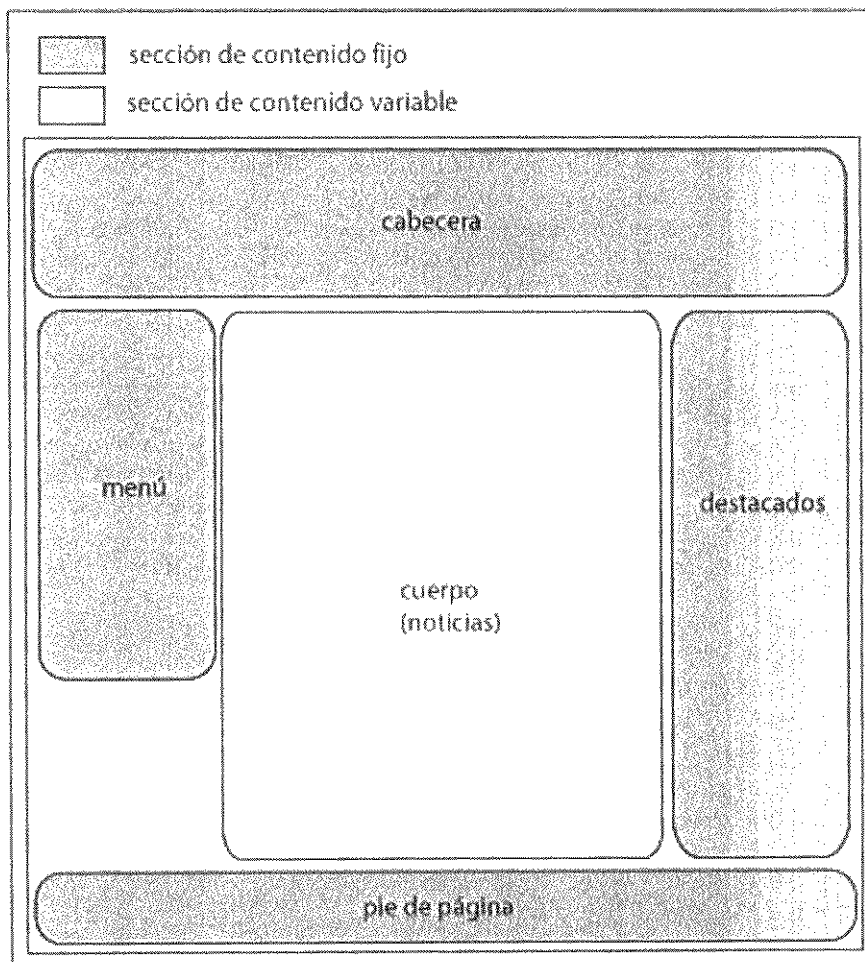 sección de contenido fijo
sección de contenido variable
cabecera
menú
destacados
cuerpo
(noticias)
pie de página